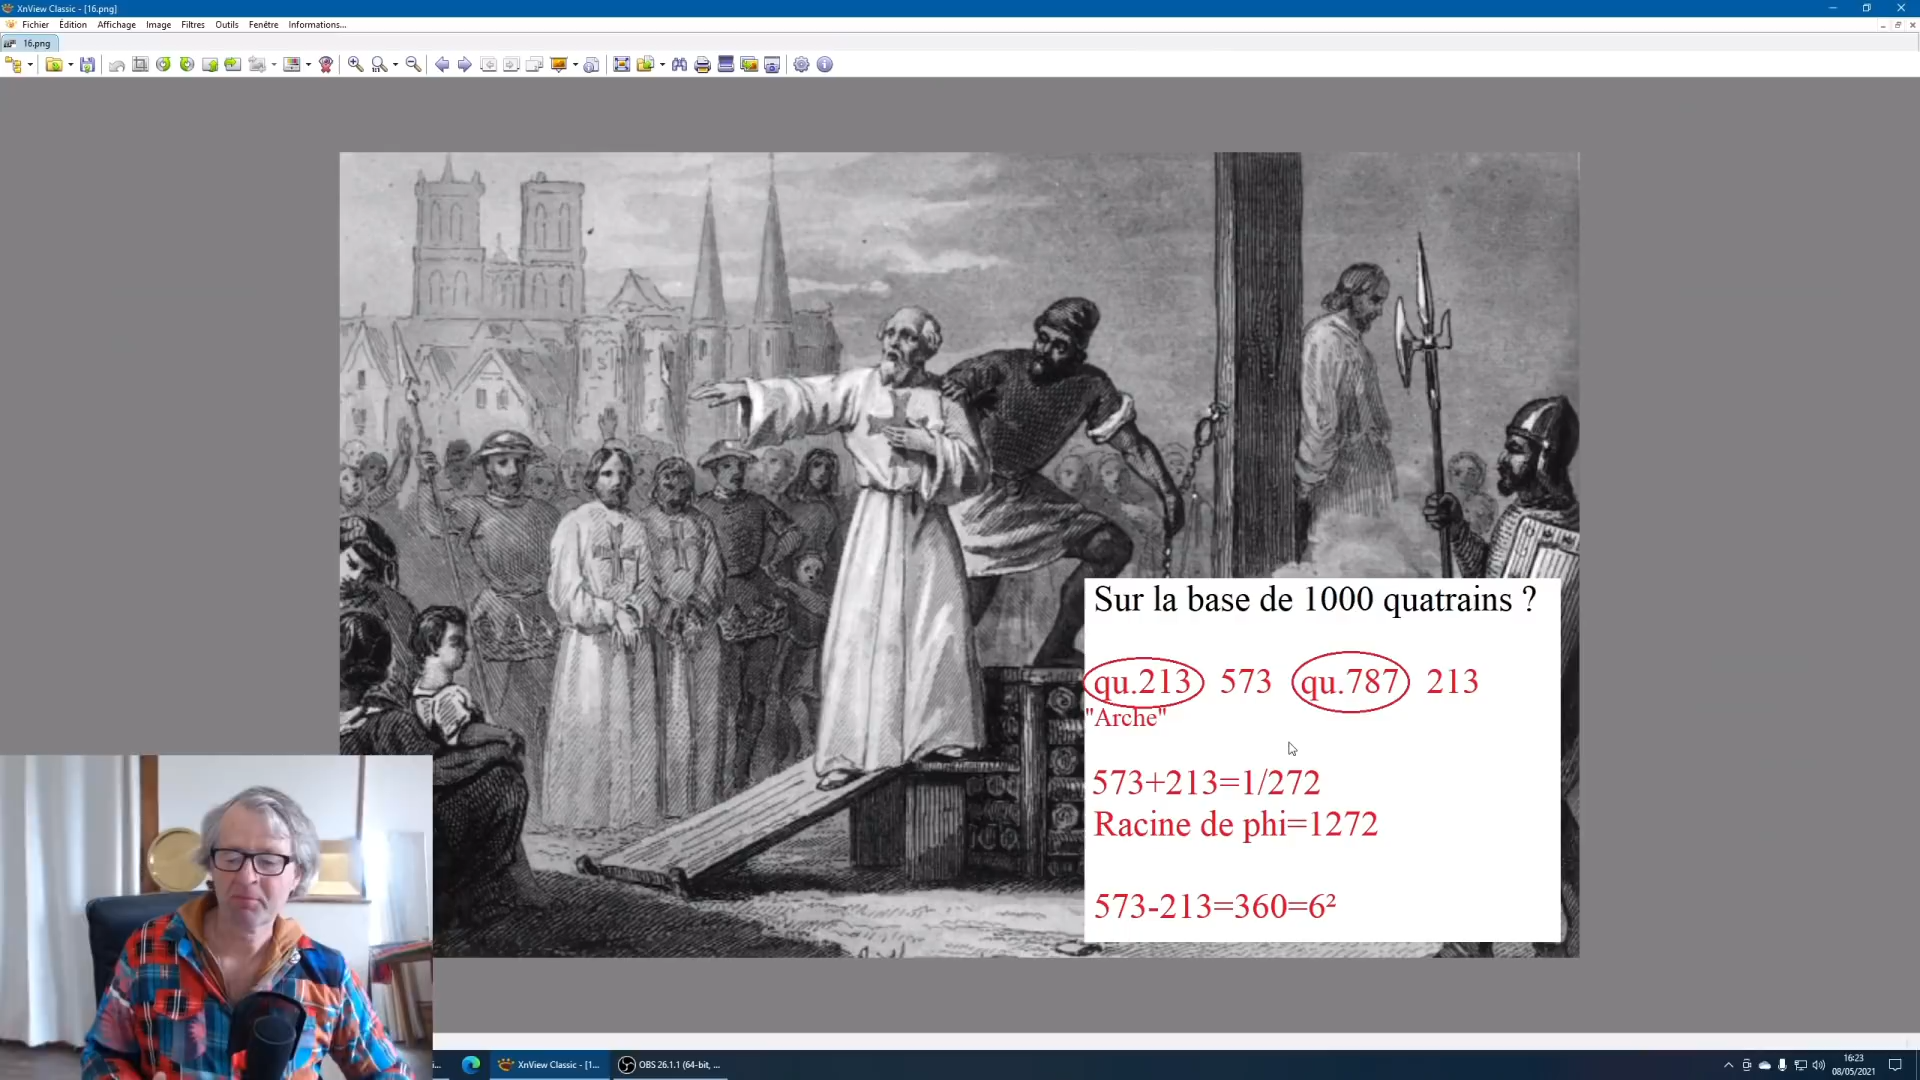 XnView Classic - [16.png]
Fichier Édition Affichage Image Filtres Outils Fenêtre Informations...
16.png
Sur la base de 1000 quatrains ?
qu.213 573 qu.787 213
"Arche"
573+213=1/272
Racine de phi=1272
573-213=360=6²
XnView Classic - [1...
OBS 26.1.1 (64-bit, ...
16:23
08/05/2021